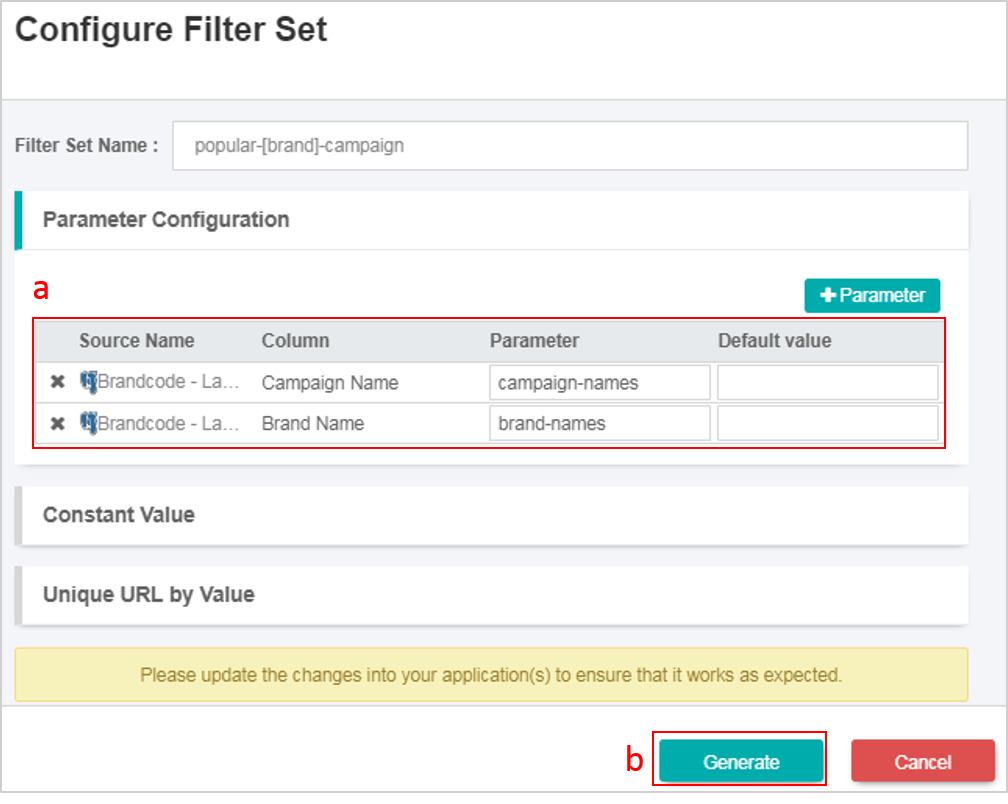 Configure Filter Set
Filter Set Name : popular-[brand]-campaign
Parameter Configuration
a
+ Parameter
Source Name Column Parameter Default value
✖ Brandcode - La... Campaign Name campaign-names
✖ Brandcode - La... Brand Name brand-names
Constant Value
Unique URL by Value
Please update the changes into your application(s) to ensure that it works as expected.
b Generate Cancel